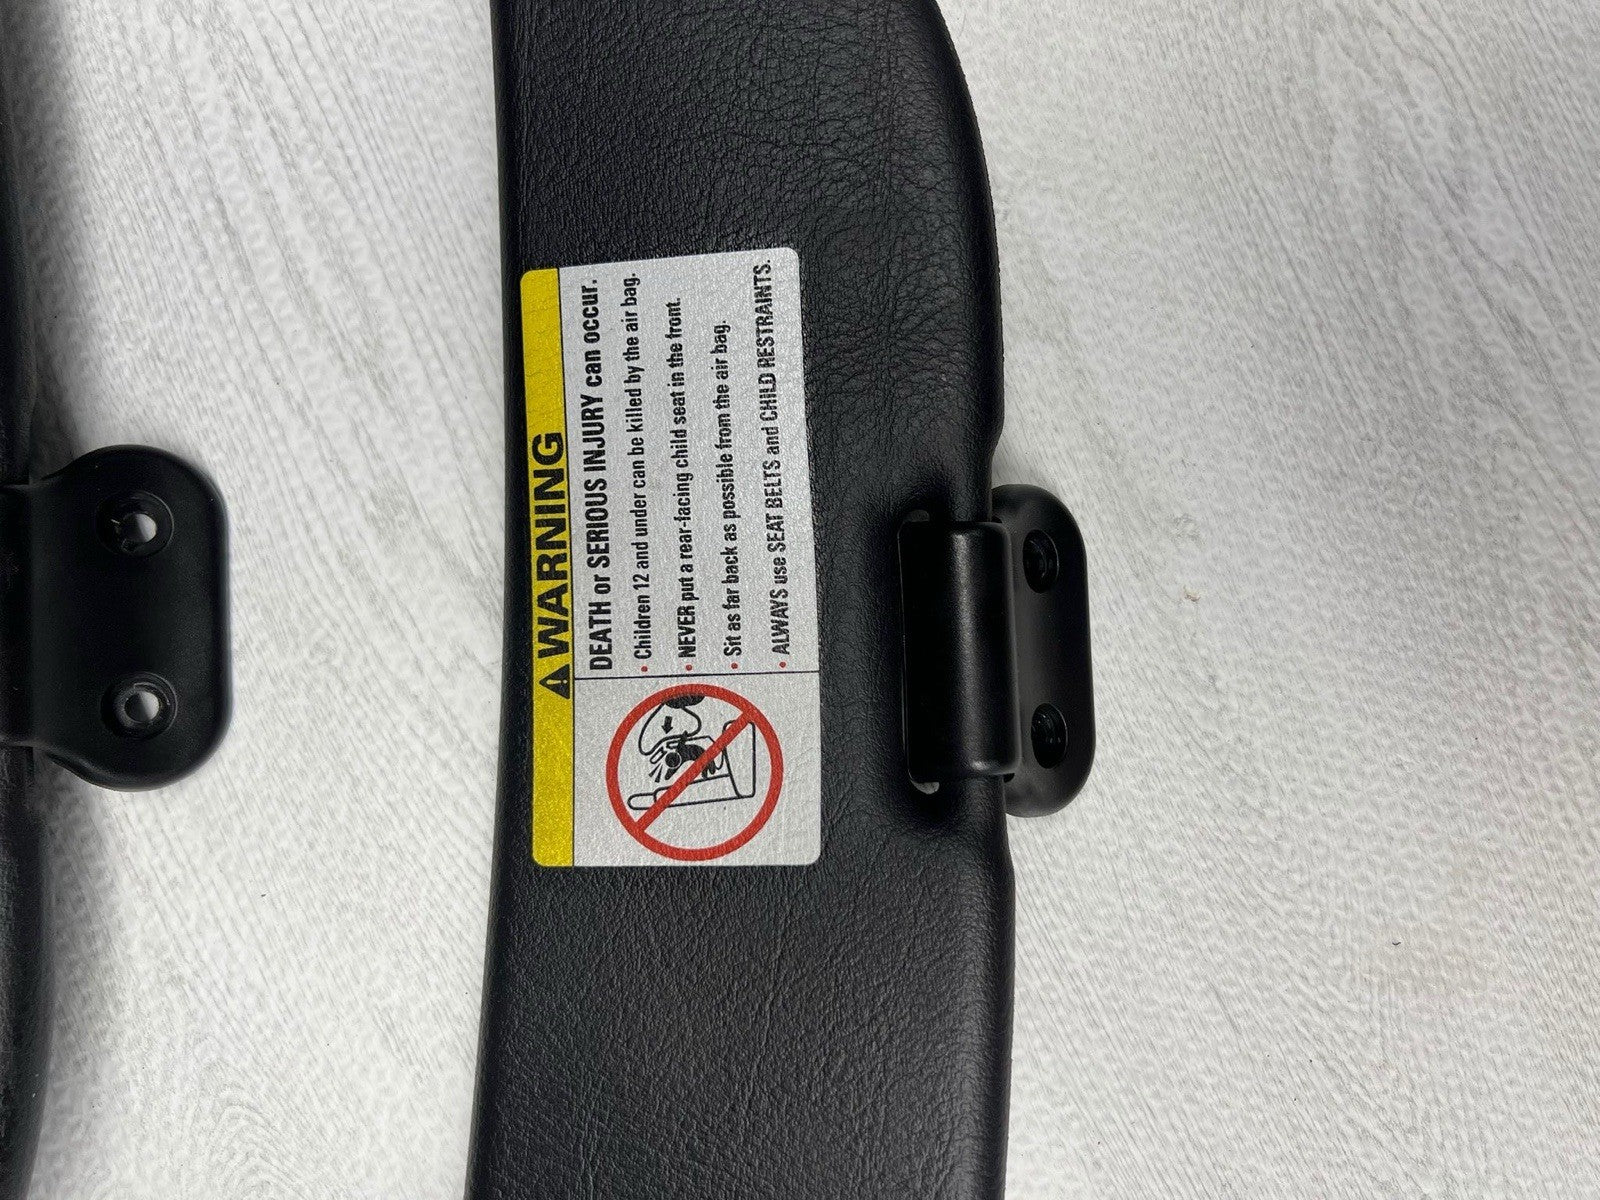 ⚠WARNING
DEATH or SERIOUS INJURY can occur.
• Children 12 and under can be killed by the air bag.
• NEVER put a rear-facing child seat in the front.
• Sit as far back as possible from the air bag.
• ALWAYS use SEAT BELTS and CHILD RESTRAINTS.